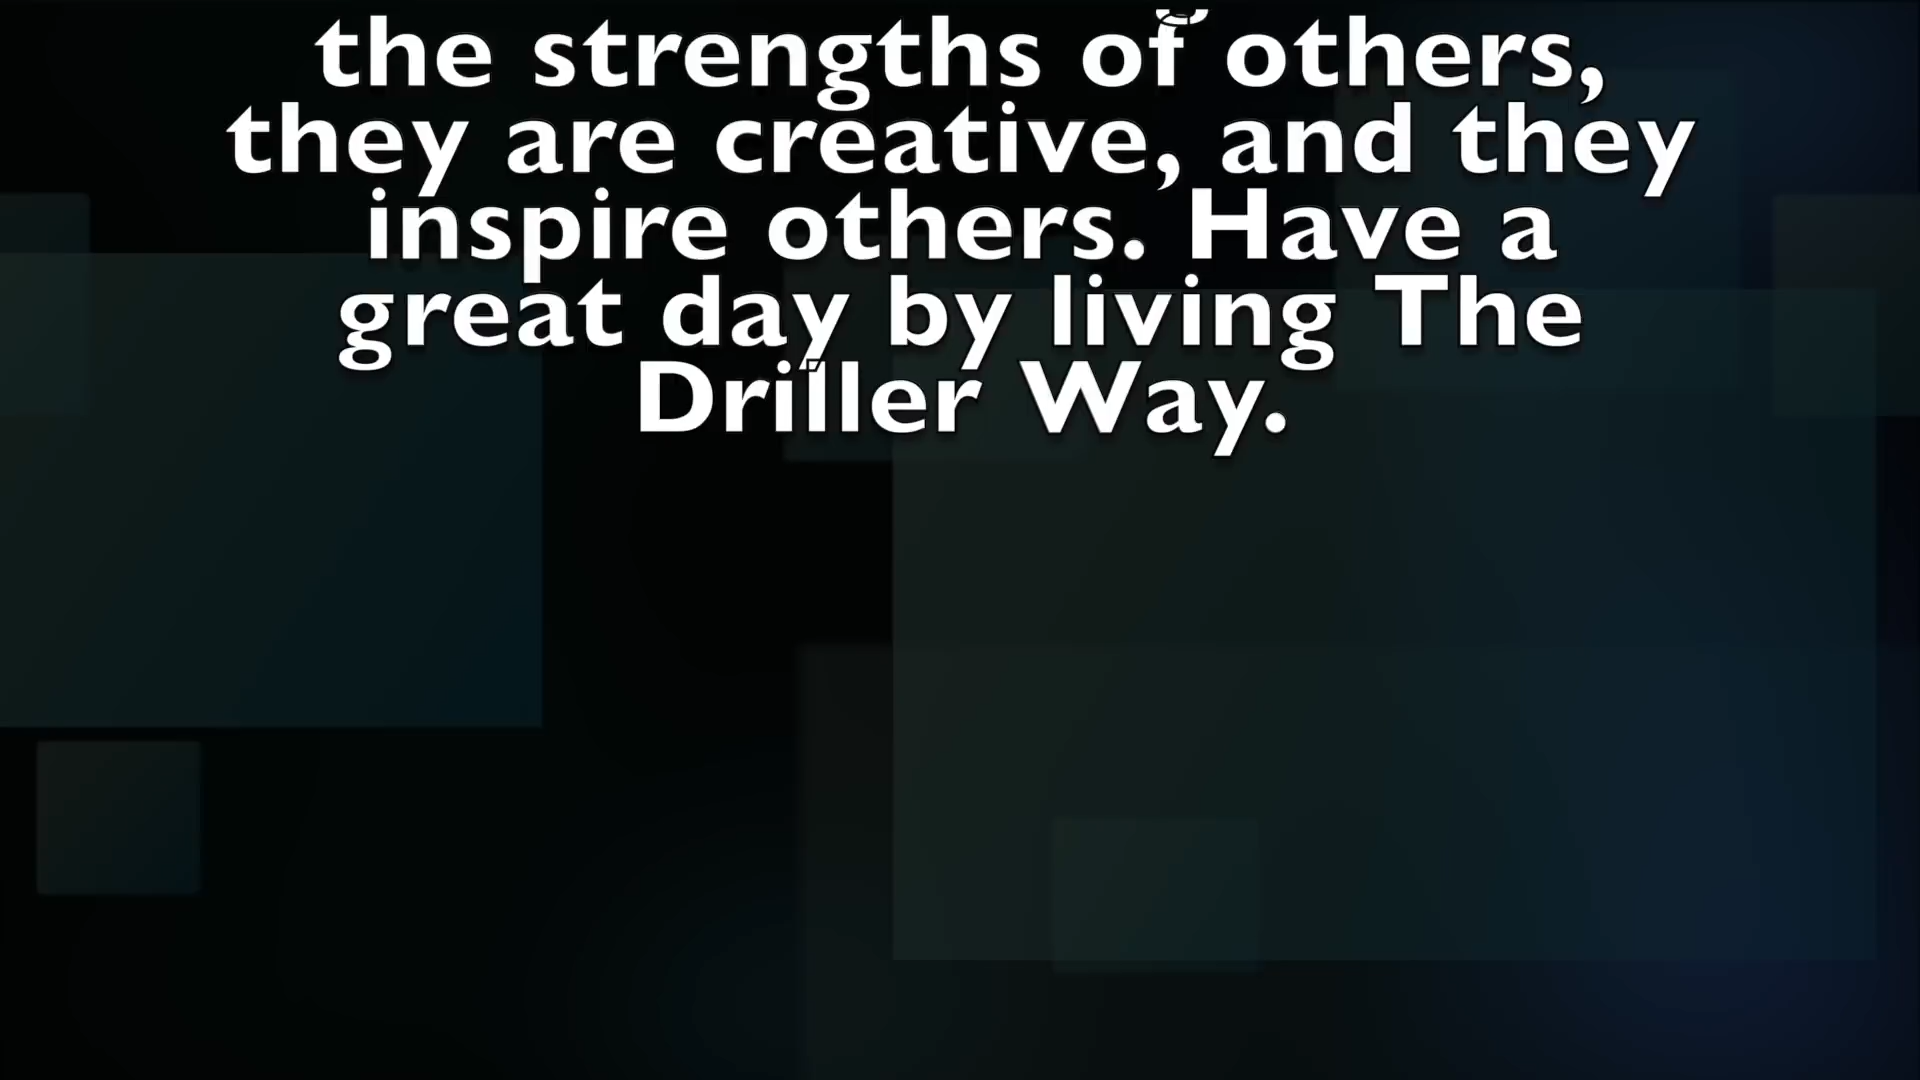 the strengths of others,
they are creative, and they
inspire others. Have a
great day by living The
Driller Way.